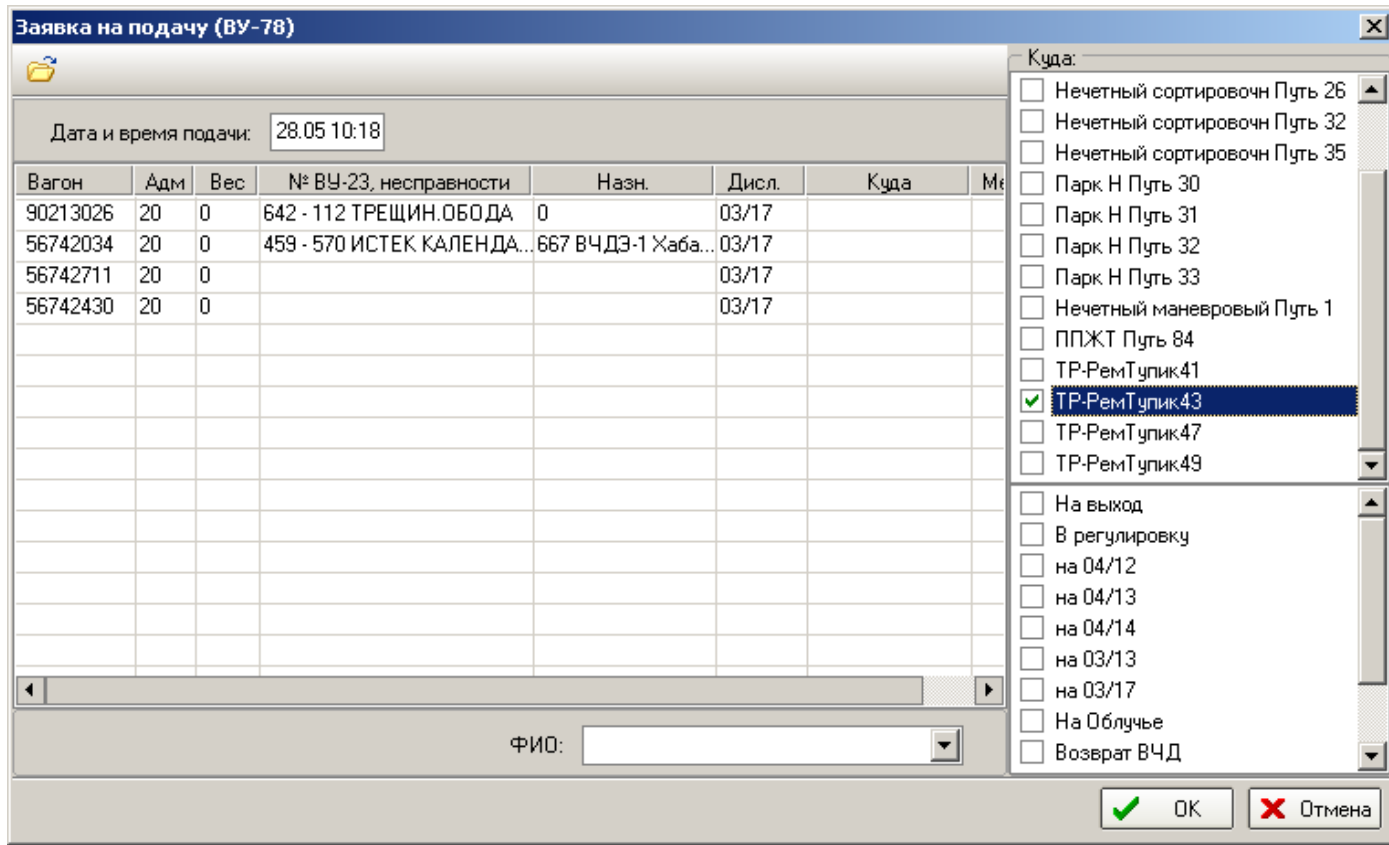 Заявка на подачу (ВУ-78)
Дата и время подачи: 28.05 10:18
Вагон Адм Вес № ВУ-23, несправности Назн. Дисл. Куда Ме
90213026 20 0 642 - 112 ТРЕЩИН.ОБОДА 0 03/17
56742034 20 0 459 - 570 ИСТЕК КАЛЕНДА... 667 ВЧДЭ-1 Хаба... 03/17
56742711 20 0 03/17
56742430 20 0 03/17
ФИО:
Куда:
Нечетный сортировочн Путь 26
Нечетный сортировочн Путь 32
Нечетный сортировочн Путь 35
Парк Н Путь 30
Парк Н Путь 31
Парк Н Путь 32
Парк Н Путь 33
Нечетный маневровый Путь 1
ППЖТ Путь 84
ТР-РемТупик41
ТР-РемТупик43
ТР-РемТупик47
ТР-РемТупик49
На выход
В регулировку
на 04/12
на 04/13
на 04/14
на 03/13
на 03/17
На Облучье
Возврат ВЧД
OK Отмена